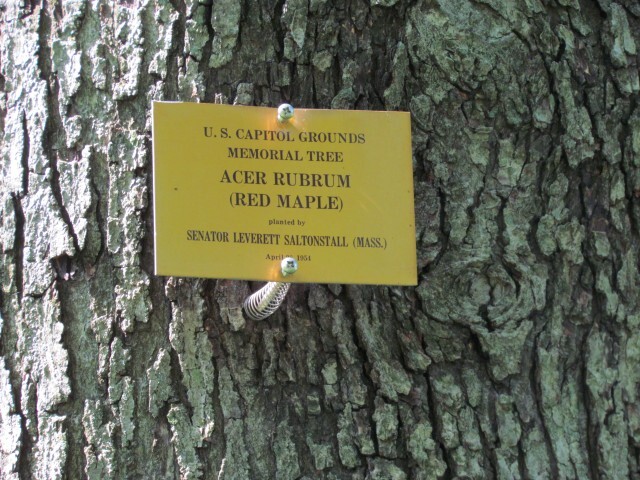 U. S. CAPITOL GROUNDS
MEMORIAL TREE
ACER RUBRUM
(RED MAPLE)
planted by
SENATOR LEVERETT SALTONSTALL (MASS.)
April 1954